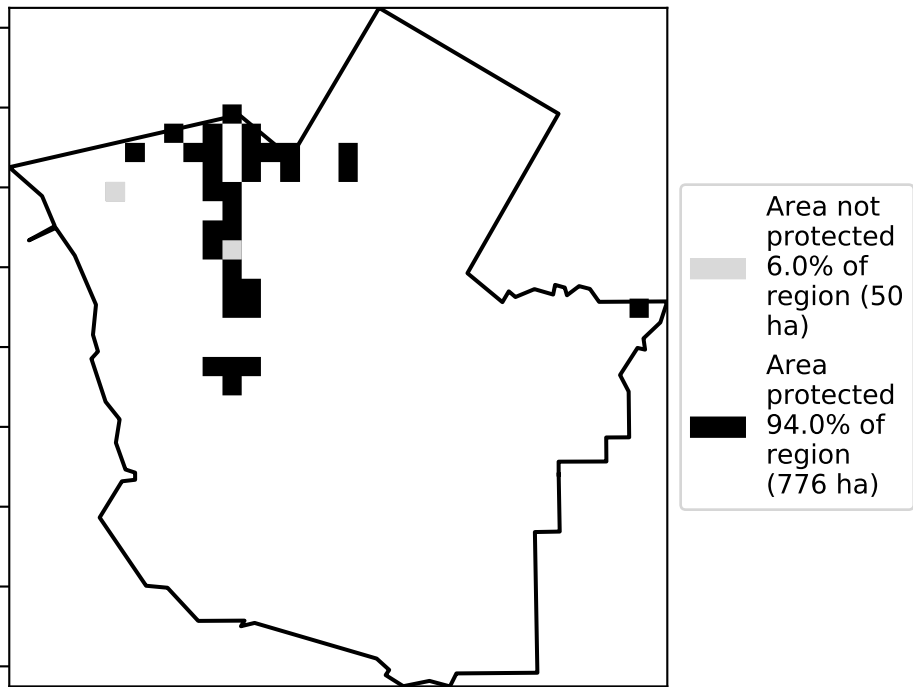 Area not
protected
6.0% of
region (50
ha)
Area
protected
94.0% of
region
(776 ha)